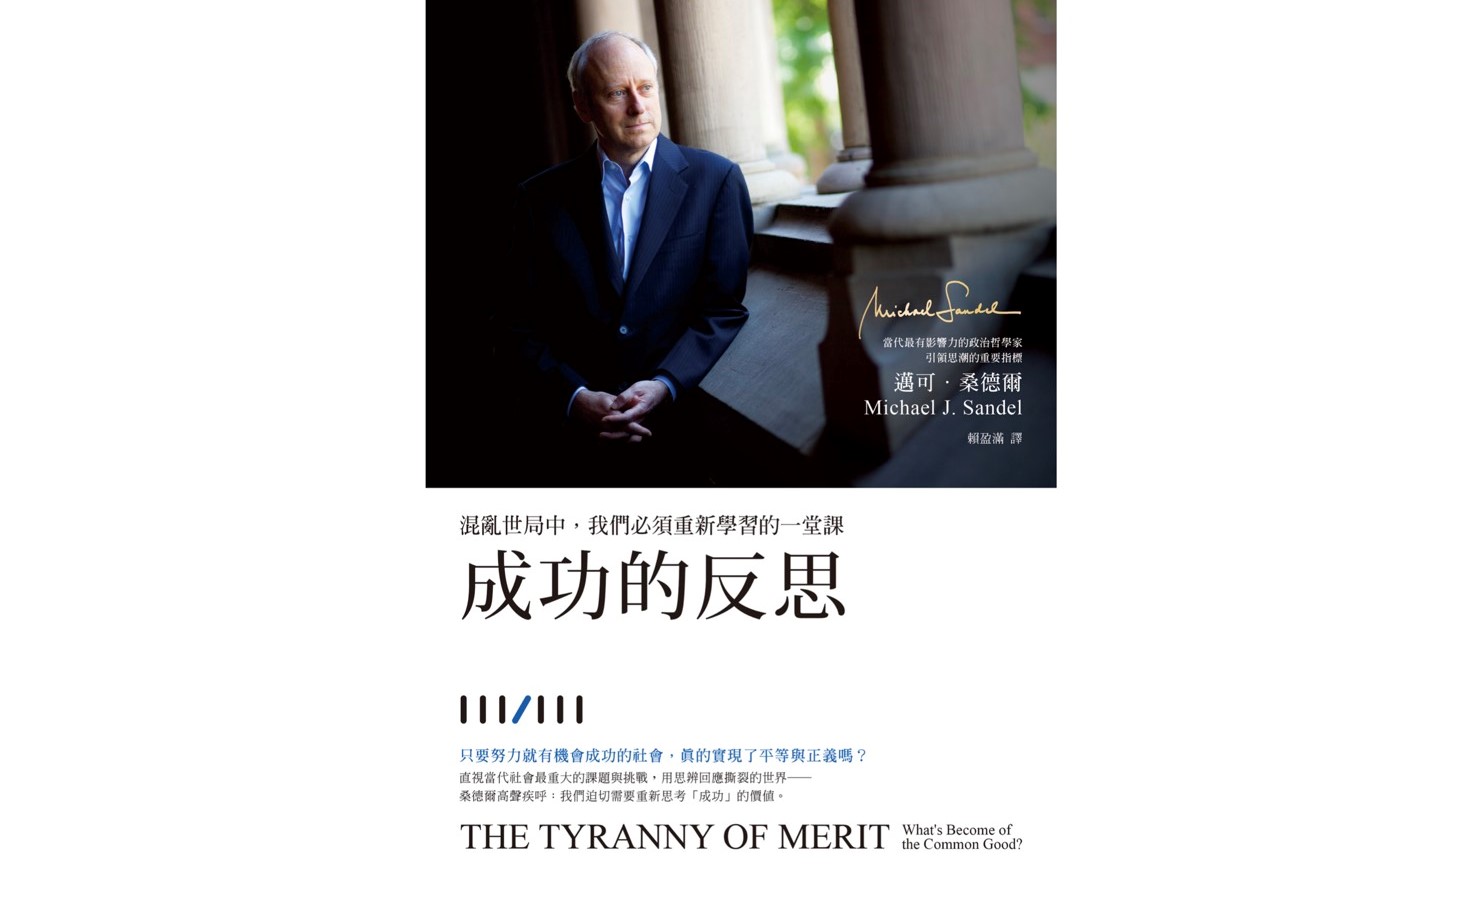 Michael Sandel
當代最有影響力的政治哲學家
引領思潮的重要指標
邁可．桑德爾
Michael J. Sandel
賴盈滿 譯
混亂世局中，我們必須重新學習的一堂課
成功的反思
只要努力就有機會成功的社會，真的實現了平等與正義嗎？
直視當代社會最重大的課題與挑戰，用思辨回應撕裂的世界——
桑德爾高聲疾呼：我們迫切需要重新思考「成功」的價值。
THE TYRANNY OF MERIT
What's Become of
the Common Good?